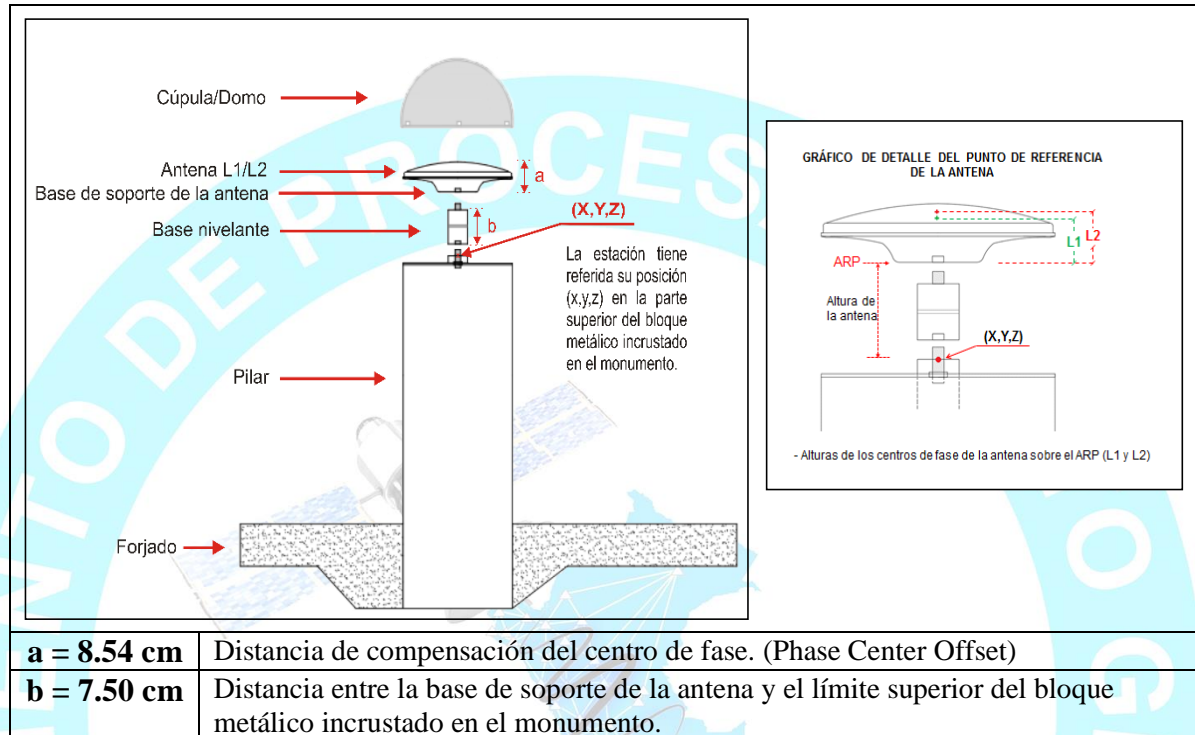 Cúpula/Domo
Antena L1/L2
Base de soporte de la antena
Base nivelante
a
b
(X,Y,Z)
La estación tiene
referida su posición
(x,y,z) en la parte
superior del bloque
metálico incrustado
en el monumento.
Pilar
Forjado
GRÁFICO DE DETALLE DEL PUNTO DE REFERENCIA
DE LA ANTENA
L1
L2
ARP
Altura de
la antena
(X,Y,Z)
- Alturas de los centros de fase de la antena sobre el ARP (L1 y L2)
a = 8.54 cm Distancia de compensación del centro de fase. (Phase Center Offset)
b = 7.50 cm Distancia entre la base de soporte de la antena y el límite superior del bloque
metálico incrustado en el monumento.